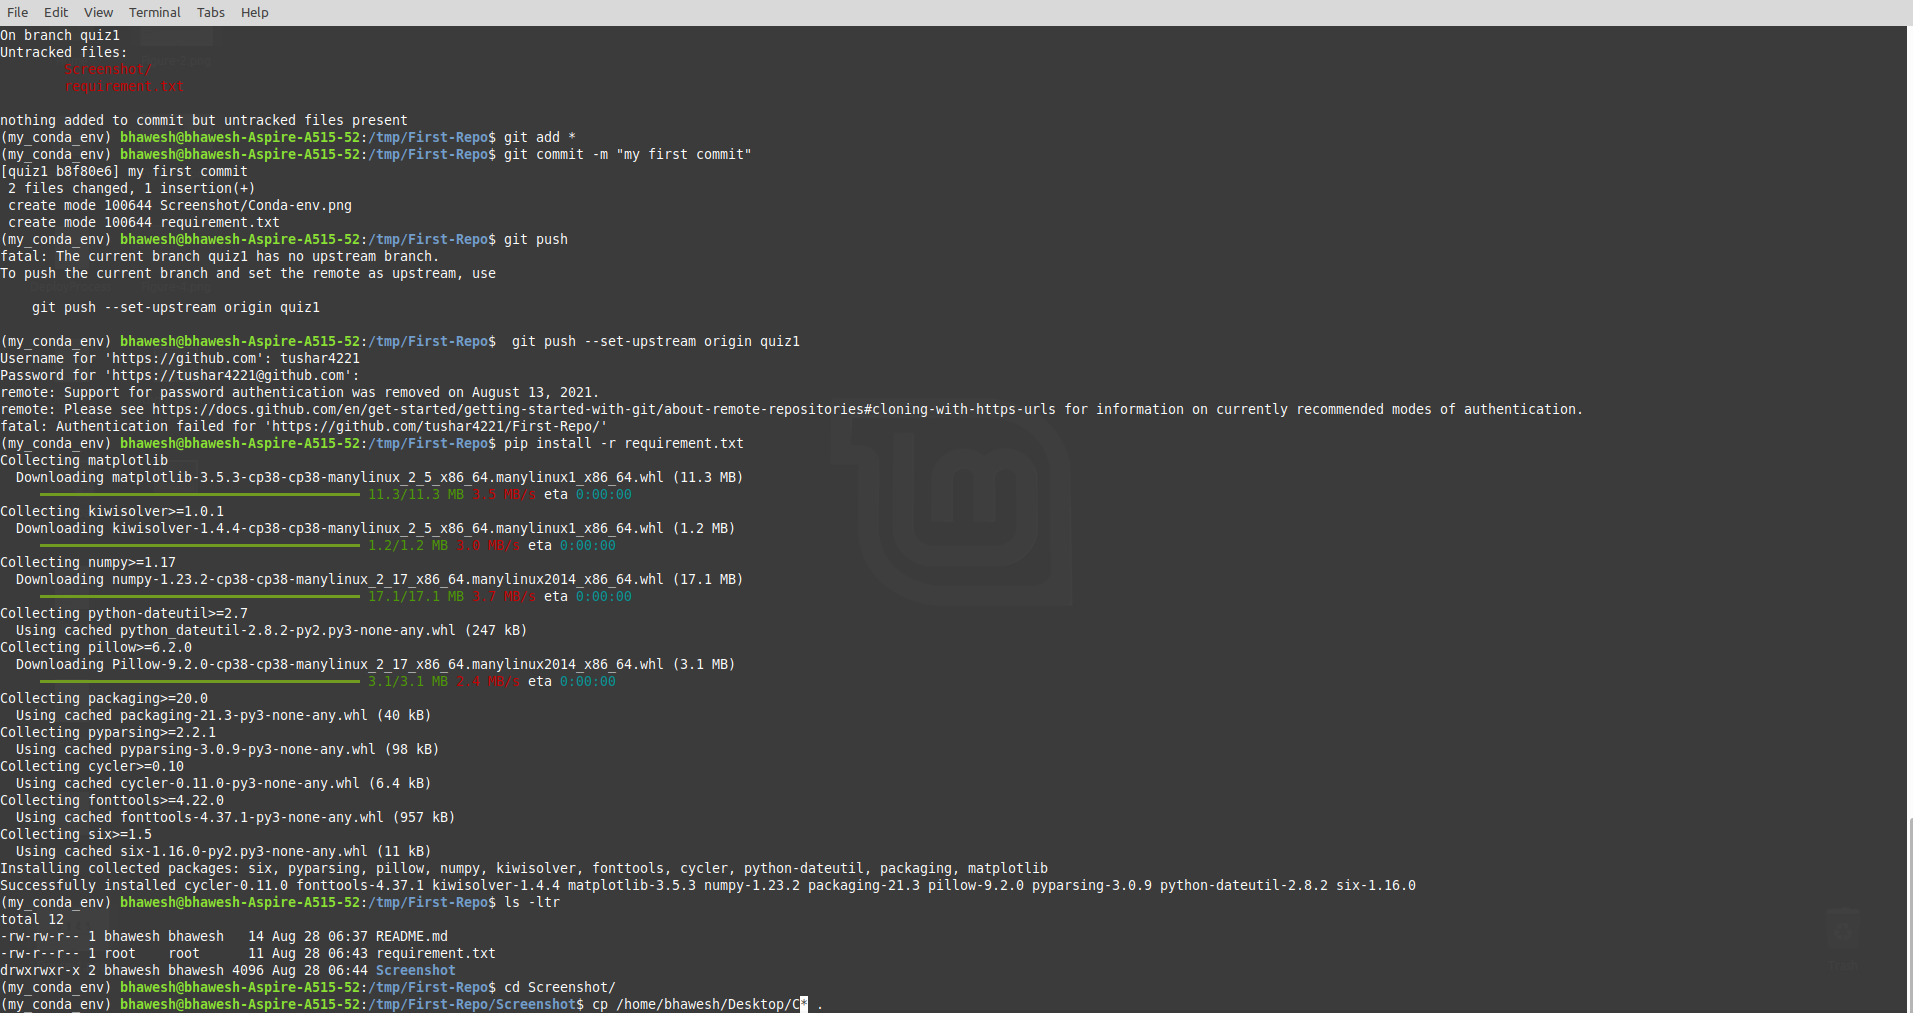 File Edit View Terminal Tabs Help
On branch quiz1
Untracked files:
Screenshot/
requirement.txt
nothing added to commit but untracked files present
(my_conda_env) bhawesh@bhawesh-Aspire-A515-52:/tmp/First-Repo$ git add *
(my_conda_env) bhawesh@bhawesh-Aspire-A515-52:/tmp/First-Repo$ git commit -m "my first commit"
[quiz1 b8f80e6] my first commit
2 files changed, 1 insertion(+)
create mode 100644 Screenshot/Conda-env.png
create mode 100644 requirement.txt
(my_conda_env) bhawesh@bhawesh-Aspire-A515-52:/tmp/First-Repo$ git push
fatal: The current branch quiz1 has no upstream branch.
To push the current branch and set the remote as upstream, use
git push --set-upstream origin quiz1
(my_conda_env) bhawesh@bhawesh-Aspire-A515-52:/tmp/First-Repo$  git push --set-upstream origin quiz1
Username for 'https://github.com': tushar4221
Password for 'https://tushar4221@github.com':
remote: Support for password authentication was removed on August 13, 2021.
remote: Please see https://docs.github.com/en/get-started/getting-started-with-git/about-remote-repositories#cloning-with-https-urls for information on currently recommended modes of authentication.
fatal: Authentication failed for 'https://github.com/tushar4221/First-Repo/'
(my_conda_env) bhawesh@bhawesh-Aspire-A515-52:/tmp/First-Repo$ pip install -r requirement.txt
Collecting matplotlib
Downloading matplotlib-3.5.3-cp38-cp38-manylinux_2_5_x86_64.manylinux1_x86_64.whl (11.3 MB)
11.3/11.3 MB 3.5 MB/s eta 0:00:00
Collecting kiwisolver>=1.0.1
Downloading kiwisolver-1.4.4-cp38-cp38-manylinux_2_5_x86_64.manylinux1_x86_64.whl (1.2 MB)
1.2/1.2 MB 3.0 MB/s eta 0:00:00
Collecting numpy>=1.17
Downloading numpy-1.23.2-cp38-cp38-manylinux_2_17_x86_64.manylinux2014_x86_64.whl (17.1 MB)
17.1/17.1 MB 3.7 MB/s eta 0:00:00
Collecting python-dateutil>=2.7
Using cached python_dateutil-2.8.2-py2.py3-none-any.whl (247 kB)
Collecting pillow>=6.2.0
Downloading Pillow-9.2.0-cp38-cp38-manylinux_2_17_x86_64.manylinux2014_x86_64.whl (3.1 MB)
3.1/3.1 MB 2.4 MB/s eta 0:00:00
Collecting packaging>=20.0
Using cached packaging-21.3-py3-none-any.whl (40 kB)
Collecting pyparsing>=2.2.1
Using cached pyparsing-3.0.9-py3-none-any.whl (98 kB)
Collecting cycler>=0.10
Using cached cycler-0.11.0-py3-none-any.whl (6.4 kB)
Collecting fonttools>=4.22.0
Using cached fonttools-4.37.1-py3-none-any.whl (957 kB)
Collecting six>=1.5
Using cached six-1.16.0-py2.py3-none-any.whl (11 kB)
Installing collected packages: six, pyparsing, pillow, numpy, kiwisolver, fonttools, cycler, python-dateutil, packaging, matplotlib
Successfully installed cycler-0.11.0 fonttools-4.37.1 kiwisolver-1.4.4 matplotlib-3.5.3 numpy-1.23.2 packaging-21.3 pillow-9.2.0 pyparsing-3.0.9 python-dateutil-2.8.2 six-1.16.0
(my_conda_env) bhawesh@bhawesh-Aspire-A515-52:/tmp/First-Repo$ ls -ltr
total 12
-rw-rw-r-- 1 bhawesh bhawesh   14 Aug 28 06:37 README.md
-rw-r--r-- 1 root    root      11 Aug 28 06:43 requirement.txt
drwxrwxr-x 2 bhawesh bhawesh 4096 Aug 28 06:44 Screenshot
(my_conda_env) bhawesh@bhawesh-Aspire-A515-52:/tmp/First-Repo$ cd Screenshot/
(my_conda_env) bhawesh@bhawesh-Aspire-A515-52:/tmp/First-Repo/Screenshot$ cp /home/bhawesh/Desktop/C* .